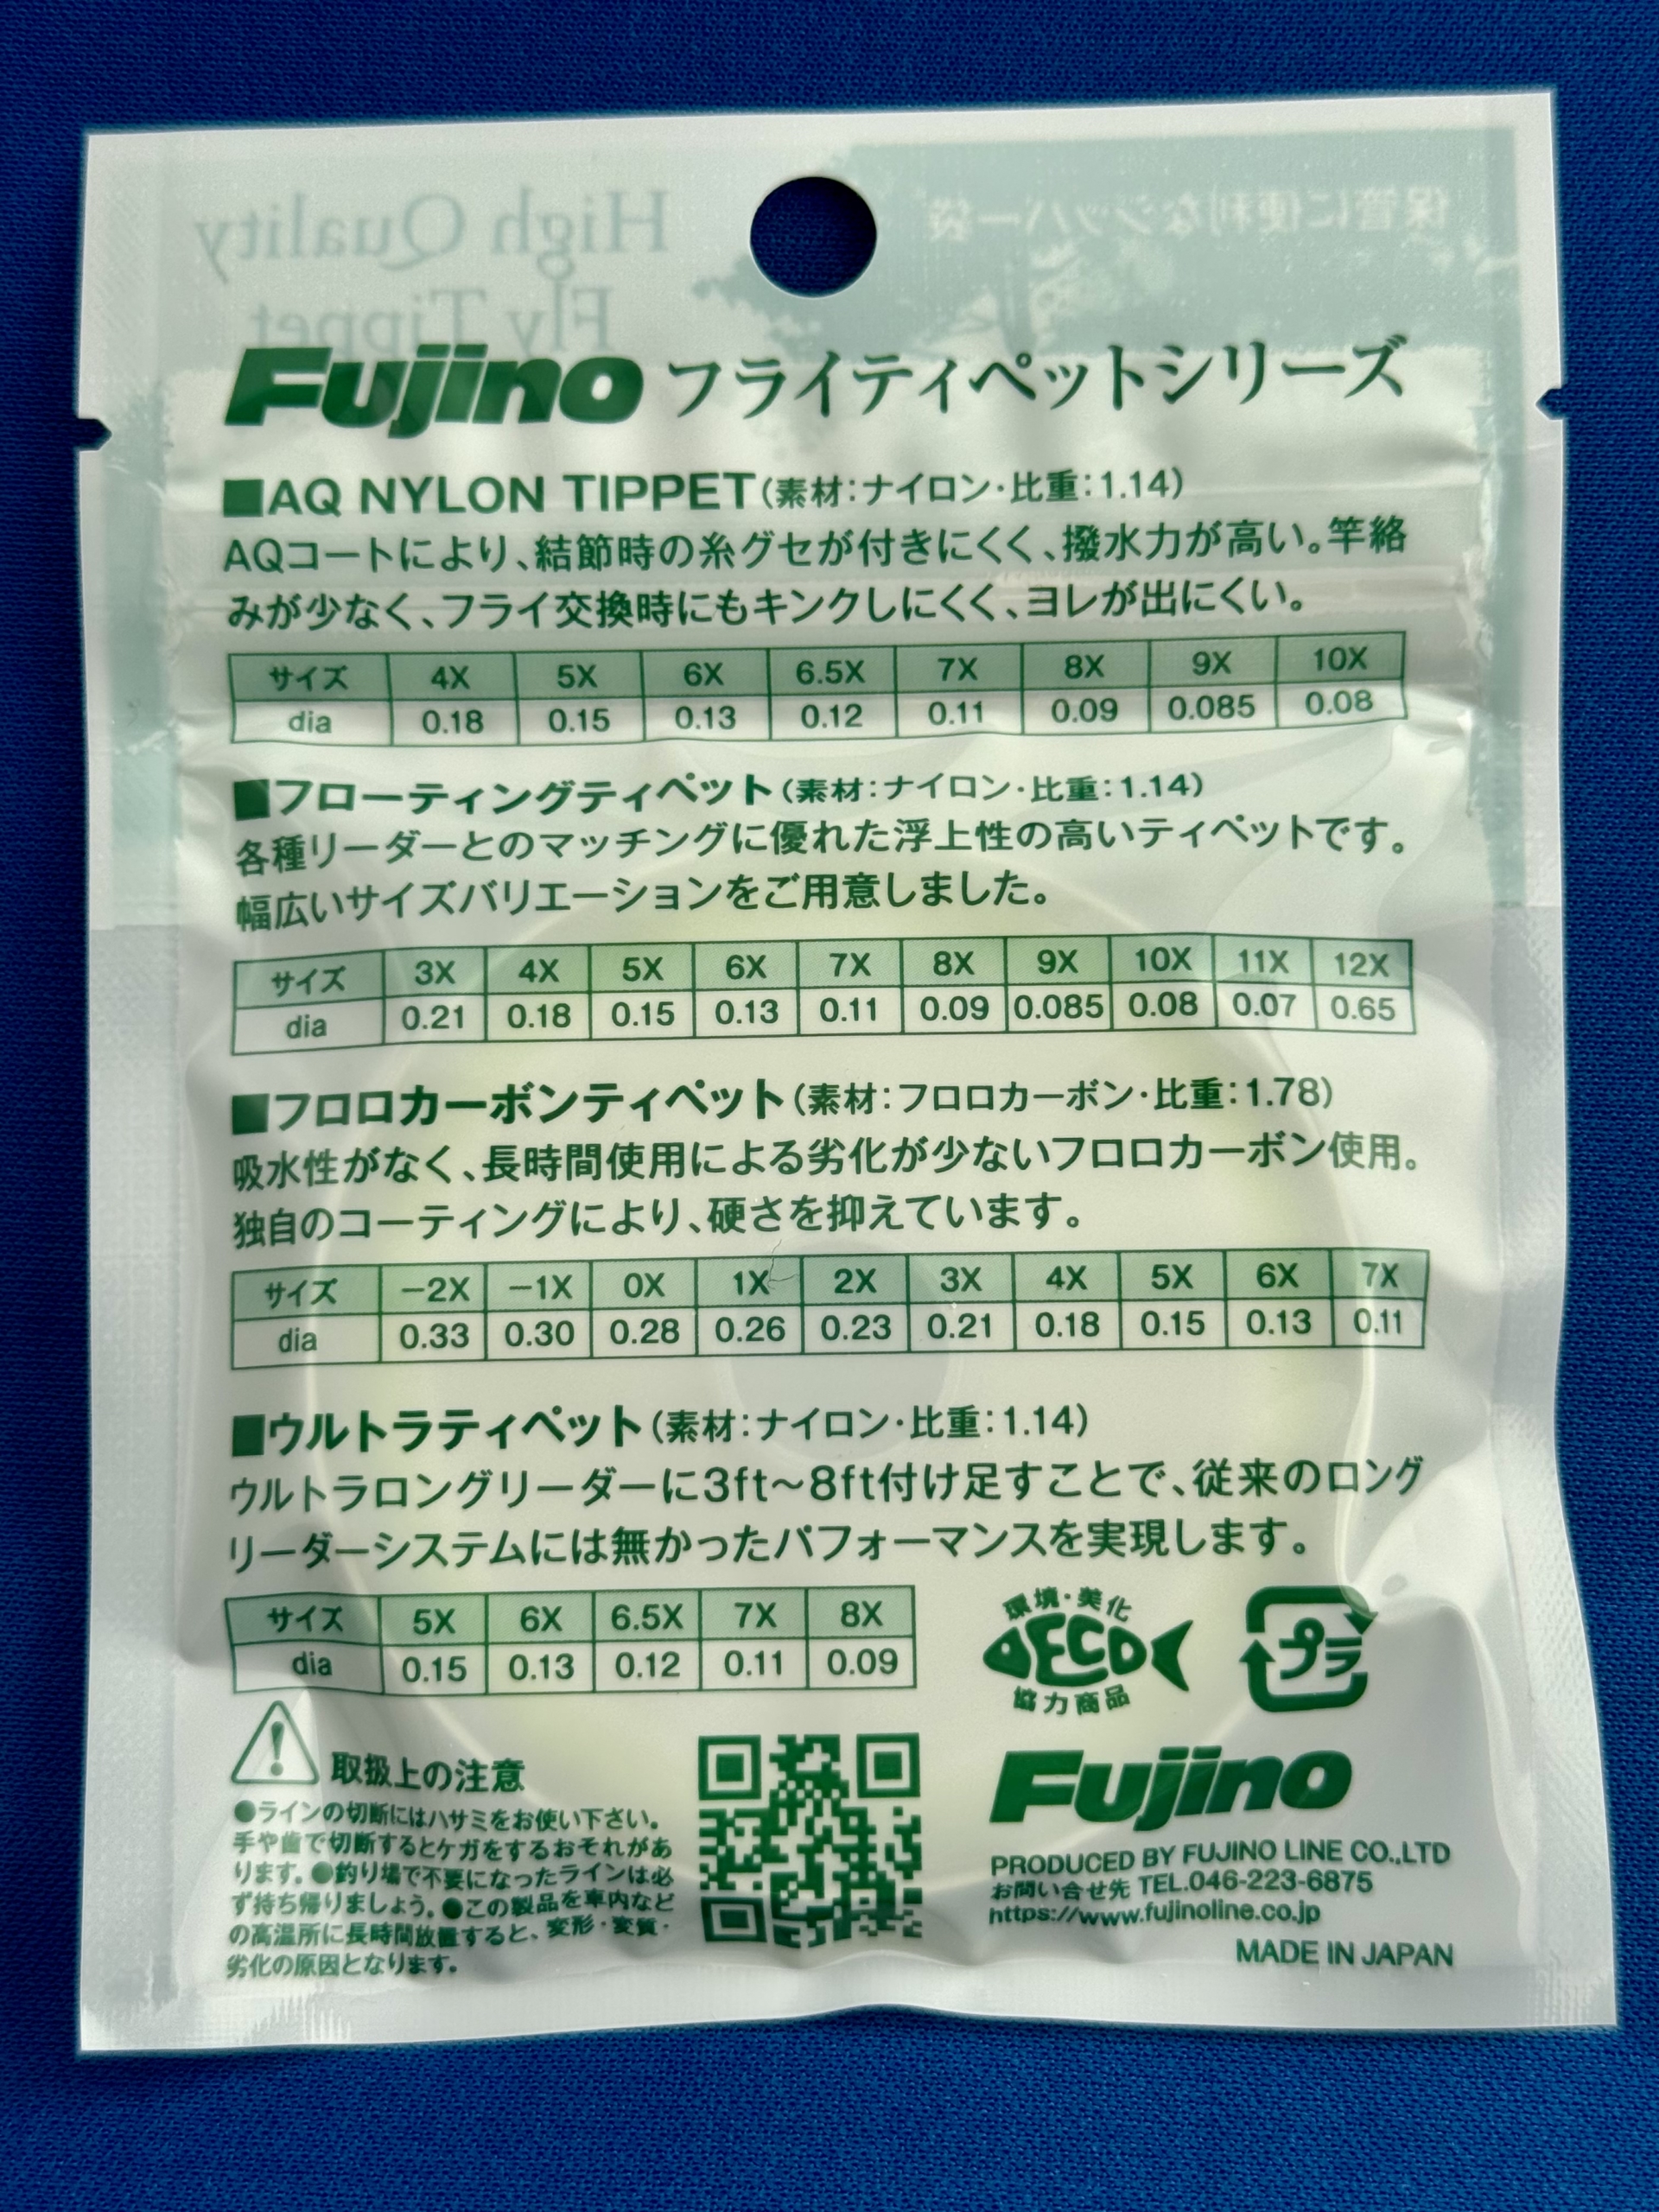 High Quality
Fly Tippet
保管に便利なジッパー袋
Fujino フライティペットシリーズ
■AQ NYLON TIPPET(素材:ナイロン・比重:1.14)
AQコートにより、結節時の糸グセが付きにくく、撥水力が高い。竿絡
みが少なく、フライ交換時にもキンクしにくく、ヨレが出にくい。
サイズ 4X 5X 6X 6.5X 7X 8X 9X 10X
dia 0.18 0.15 0.13 0.12 0.11 0.09 0.085 0.08
■フローティングティペット(素材:ナイロン・比重:1.14)
各種リーダーとのマッチングに優れた浮上性の高いティペットです。
幅広いサイズバリエーションをご用意しました。
サイズ 3X 4X 5X 6X 7X 8X 9X 10X 11X 12X
dia 0.21 0.18 0.15 0.13 0.11 0.09 0.085 0.08 0.07 0.65
■フロロカーボンティペット(素材:フロロカーボン・比重:1.78)
吸水性がなく、長時間使用による劣化が少ないフロロカーボン使用。
独自のコーティングにより、硬さを抑えています。
サイズ −2X −1X 0X 1X 2X 3X 4X 5X 6X 7X
dia 0.33 0.30 0.28 0.26 0.23 0.21 0.18 0.15 0.13 0.11
■ウルトラティペット(素材:ナイロン・比重:1.14)
ウルトラロングリーダーに3ft〜8ft付け足すことで、従来のロング
リーダーシステムには無かったパフォーマンスを実現します。
サイズ 5X 6X 6.5X 7X 8X
dia 0.15 0.13 0.12 0.11 0.09
環境・美化
ECO
協力商品
プラ
取扱上の注意
●ラインの切断にはハサミをお使い下さい。
手や歯で切断するとケガをするおそれがあ
ります。●釣り場で不要になったラインは必
ず持ち帰りましょう。●この製品を車内など
の高温所に長時間放置すると、変形・変質・
劣化の原因となります。
Fujino
PRODUCED BY FUJINO LINE CO.,LTD
お問い合せ先 TEL.046-223-6875
https://www.fujinoline.co.jp
MADE IN JAPAN